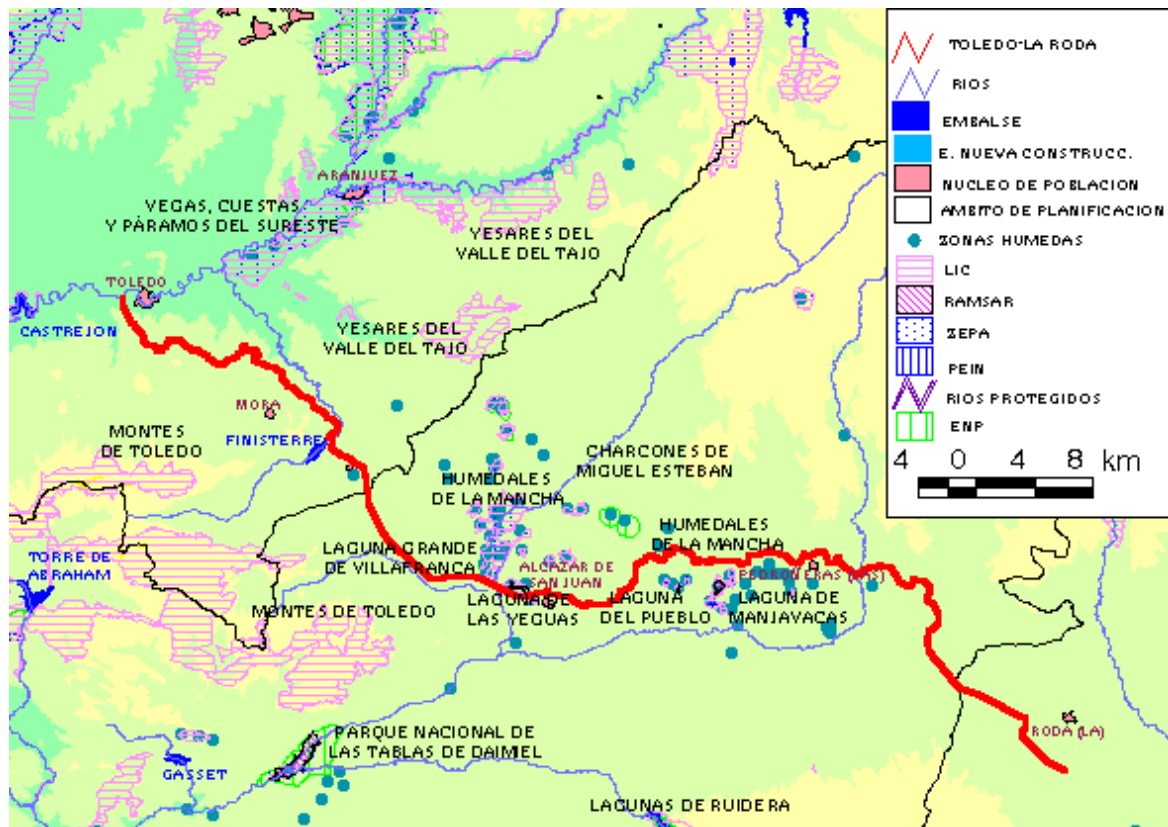 TOLEDO-LA RODA
RIOS
EMBALSE
E. NUEVA CONSTRUCC.
NUCLEO DE POBLACION
AMBITO DE PLANIFICACION
ZONAS HUMEDAS
LIC
RAMSAR
ZEPA
PEIN
RIOS PROTEGIDOS
ENP
4 0 4 8 km
ARANJUEZ
VEGAS, CUESTAS
Y PÁRAMOS DEL SURESTE
YESARES DEL
VALLE DEL TAJO
TOLEDO
CASTREJON
YESARES DEL
VALLE DEL TAJO
MORA
MONTES
DE TOLEDO
FINISTERRE
CHARCONES DE
MIGUEL ESTEBAN
HUMEDALES
DE LA MANCHA
HUMEDALES
DE LA MANCHA
LAGUNA GRANDE
DE VILLAFRANCA
ALCAZAR DE
SAN JUAN
PEDROÑERAS (LAS)
TORRE DE
ABRAHAM
MONTES DE TOLEDO
LAGUNA DE
LAS YEGUAS
LAGUNA
DEL PUEBLO
LAGUNA DE
MANJAVACAS
PARQUE NACIONAL DE
LAS TABLAS DE DAIMIEL
GASSET
RODA (LA)
LAGUNAS DE RUIDERA